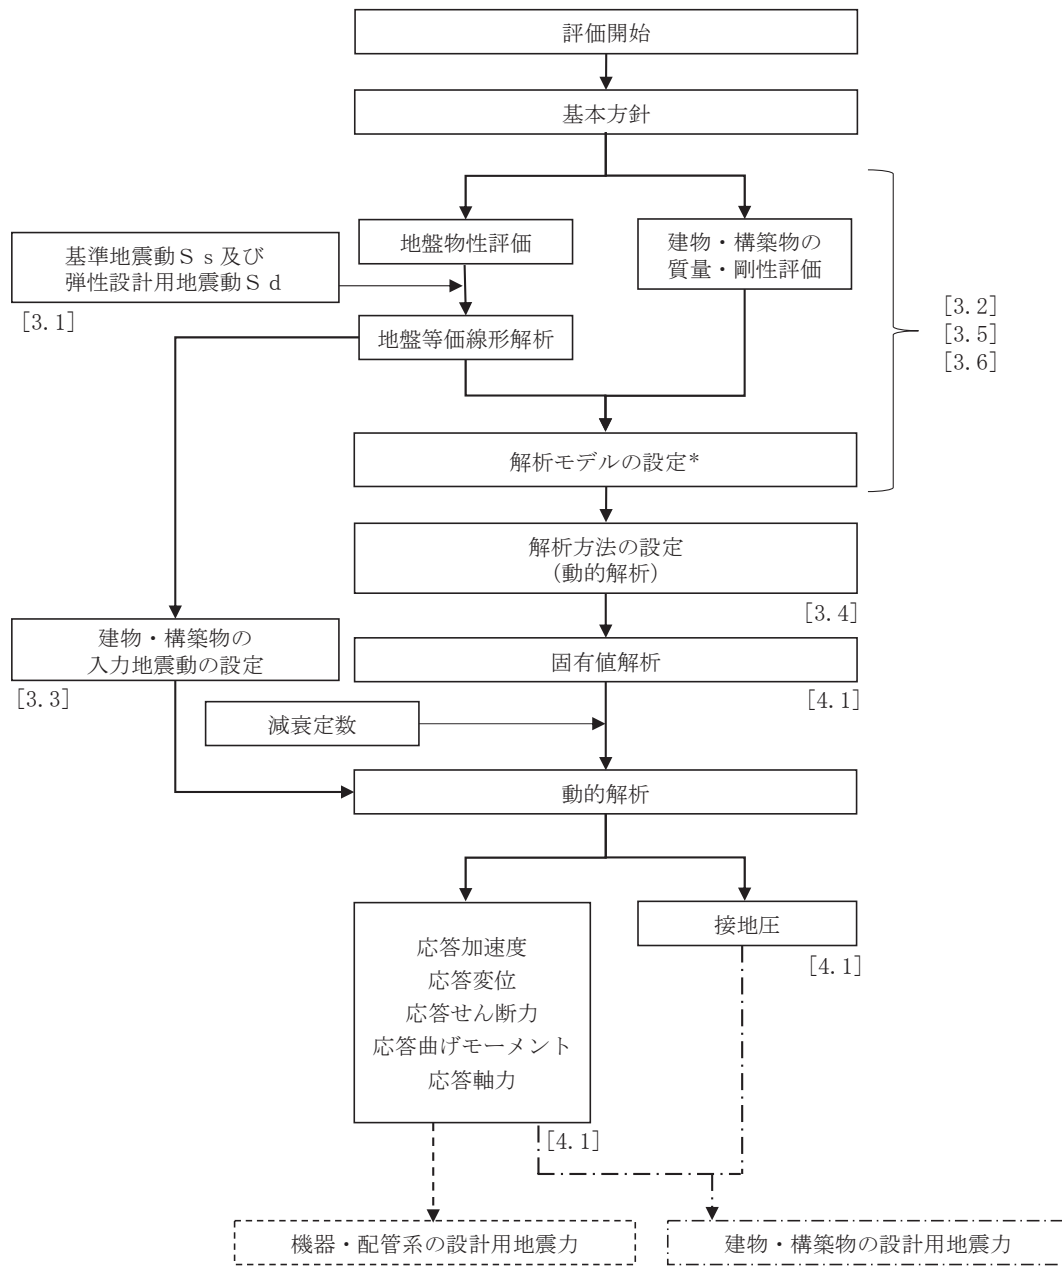 評価開始
基本方針
地盤物性評価
建物・構築物の
質量・剛性評価
基準地震動Ss及び
弾性設計用地震動Sd
[3.1]
[3.2]
[3.5]
[3.6]
地盤等価線形解析
解析モデルの設定*
解析方法の設定
(動的解析)
[3.4]
建物・構築物の
入力地震動の設定
[3.3]
固有値解析
[4.1]
減衰定数
動的解析
応答加速度
応答変位
応答せん断力
応答曲げモーメント
応答軸力
[4.1]
接地圧
[4.1]
機器・配管系の設計用地震力
建物・構築物の設計用地震力